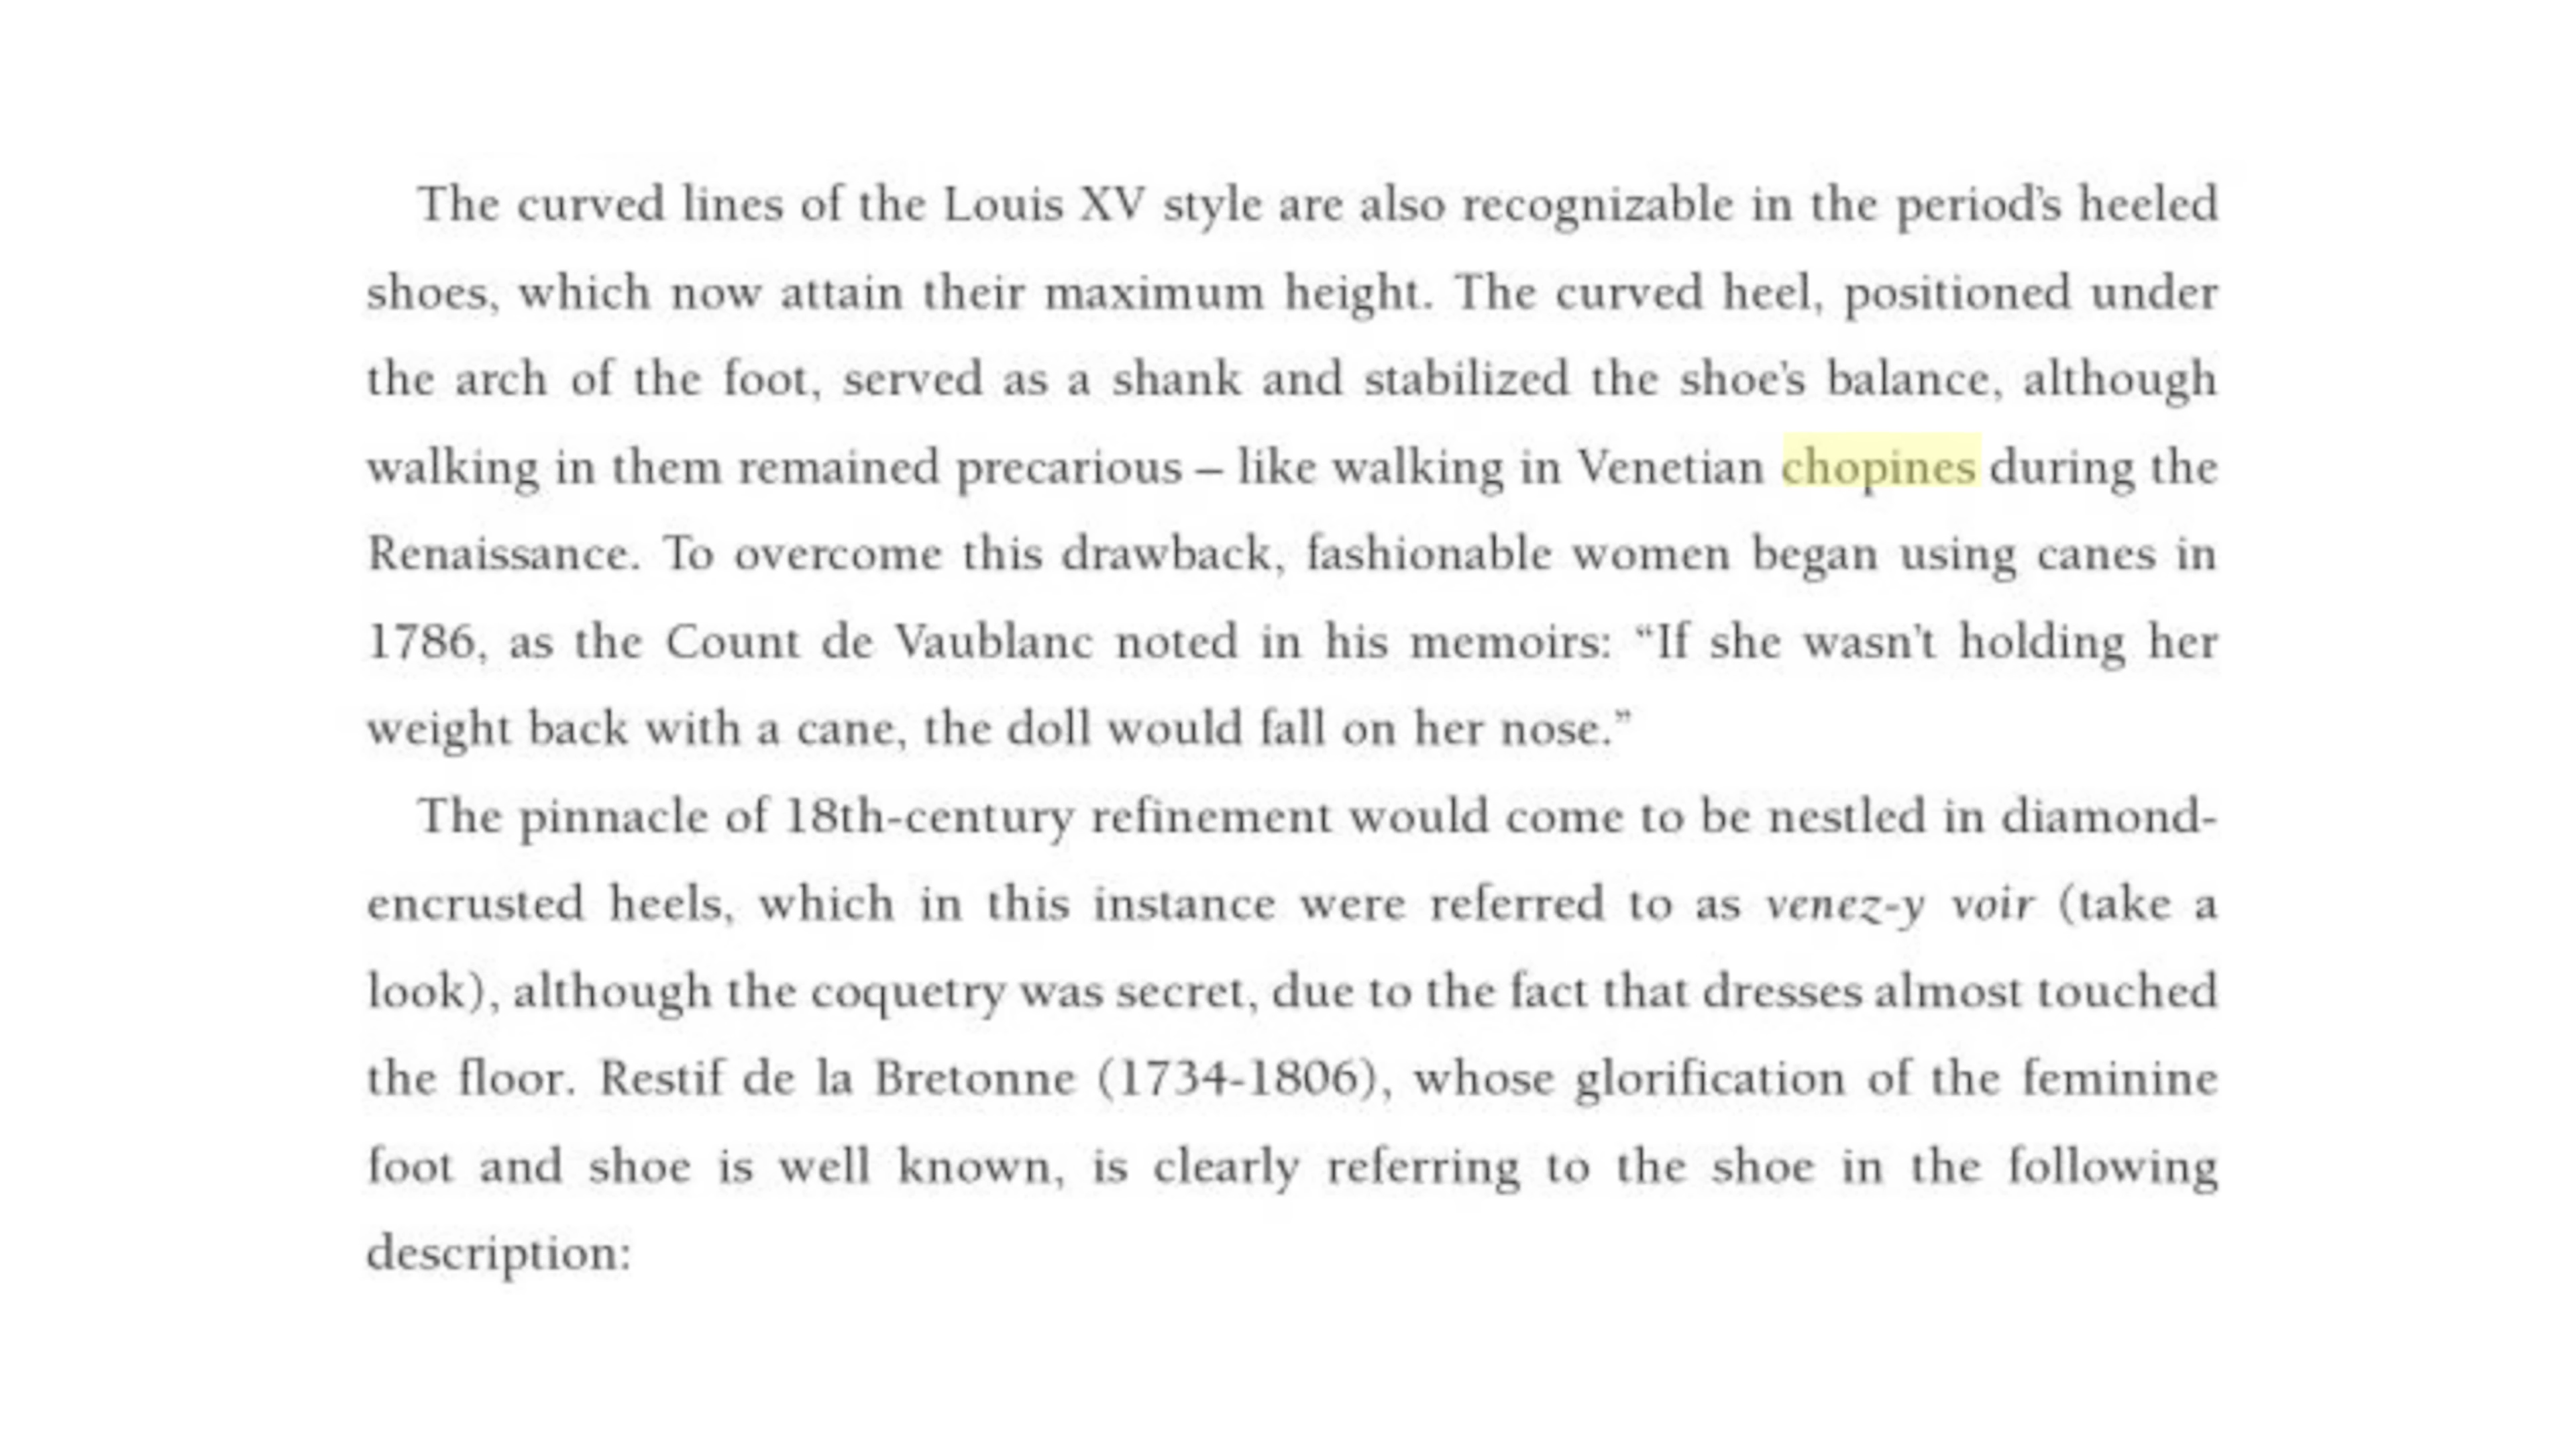 The curved lines of the Louis XV style are also recognizable in the period's heeled
shoes, which now attain their maximum height. The curved heel, positioned under
the arch of the foot, served as a shank and stabilized the shoe's balance, although
walking in them remained precarious – like walking in Venetian chopines during the
Renaissance. To overcome this drawback, fashionable women began using canes in
1786, as the Count de Vaublanc noted in his memoirs: “If she wasn't holding her
weight back with a cane, the doll would fall on her nose.”
The pinnacle of 18th-century refinement would come to be nestled in diamond-
encrusted heels, which in this instance were referred to as venez-y voir (take a
look), although the coquetry was secret, due to the fact that dresses almost touched
the floor. Restif de la Bretonne (1734-1806), whose glorification of the feminine
foot and shoe is well known, is clearly referring to the shoe in the following
description: